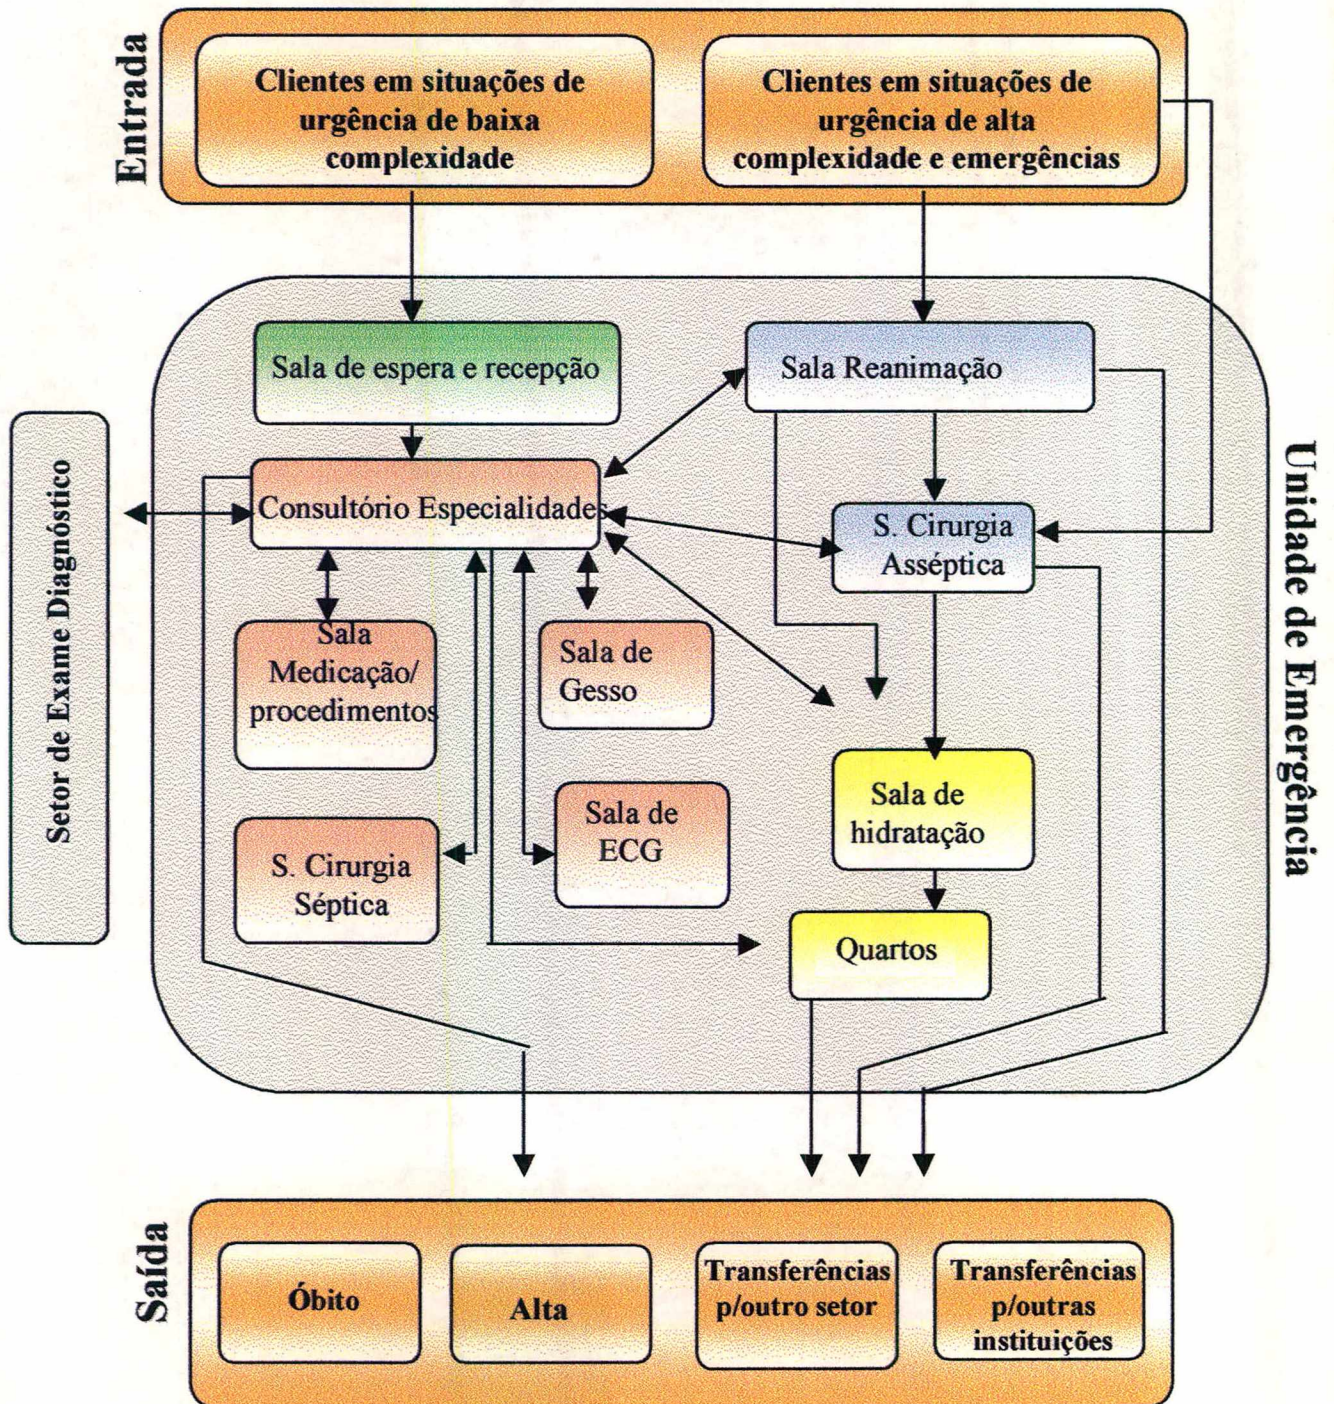 Entrada
Clientes em situações de
urgência de baixa
complexidade
Clientes em situações de
urgência de alta
complexidade e emergências
Sala de espera e recepção
Sala Reanimação
Setor de Exame Diagnóstico
Consultório Especialidades
S. Cirurgia
Asséptica
Unidade de Emergência
Sala
Medicação/
procedimentos
Sala de
Gesso
S. Cirurgia
Séptica
Sala de
ECG
Sala de
hidratação
Quartos
Saída
Óbito
Alta
Transferências
p/outro setor
Transferências
p/outras
instituições